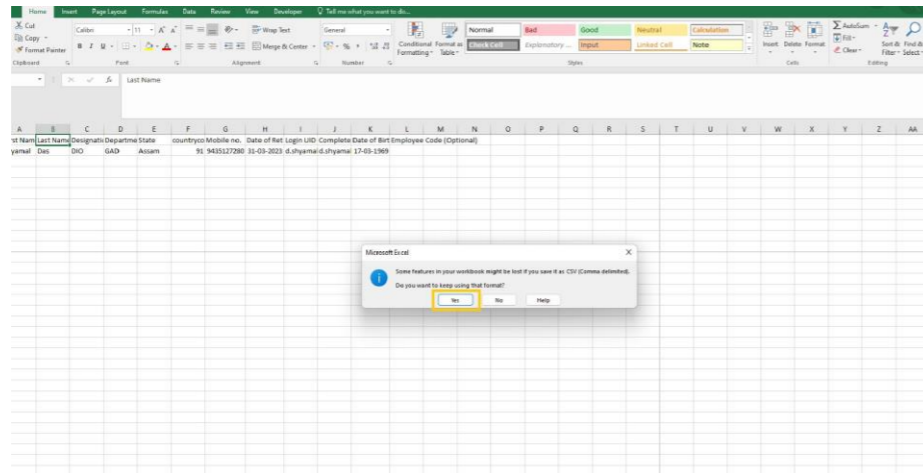 Home Insert Page Layout Formulas Data Review View Developer Tell me what you want to do...
Cut
Copy
Format Painter
Clipboard
Calibri 11
B I U
Font
Wrap Text
Merge & Center
Alignment
General
Number
Conditional Formatting
Format as Table
Normal Bad Good Neutral Calculation
Check Cell Explanatory ... Input Linked Cell Note
Styles
Insert Delete Format
Cells
AutoSum
Fill
Clear
Sort & Filter
Find & Select
Editing
fx Last Name
A B C D E F G H I J K L M N O P Q R S T U V W X Y Z AA
st Nam Last Name Designatio Departme State countryco Mobile no. Date of Ret Login UID Complete Date of Birt Employee Code (Optional)
yamal Das DIO GAD Assam 91 9435127280 31-03-2023 d.shyamal d.shyamal 17-03-1969
Microsoft Excel X
Some features in your workbook might be lost if you save it as CSV (Comma delimited).
Do you want to keep using that format?
Yes No Help